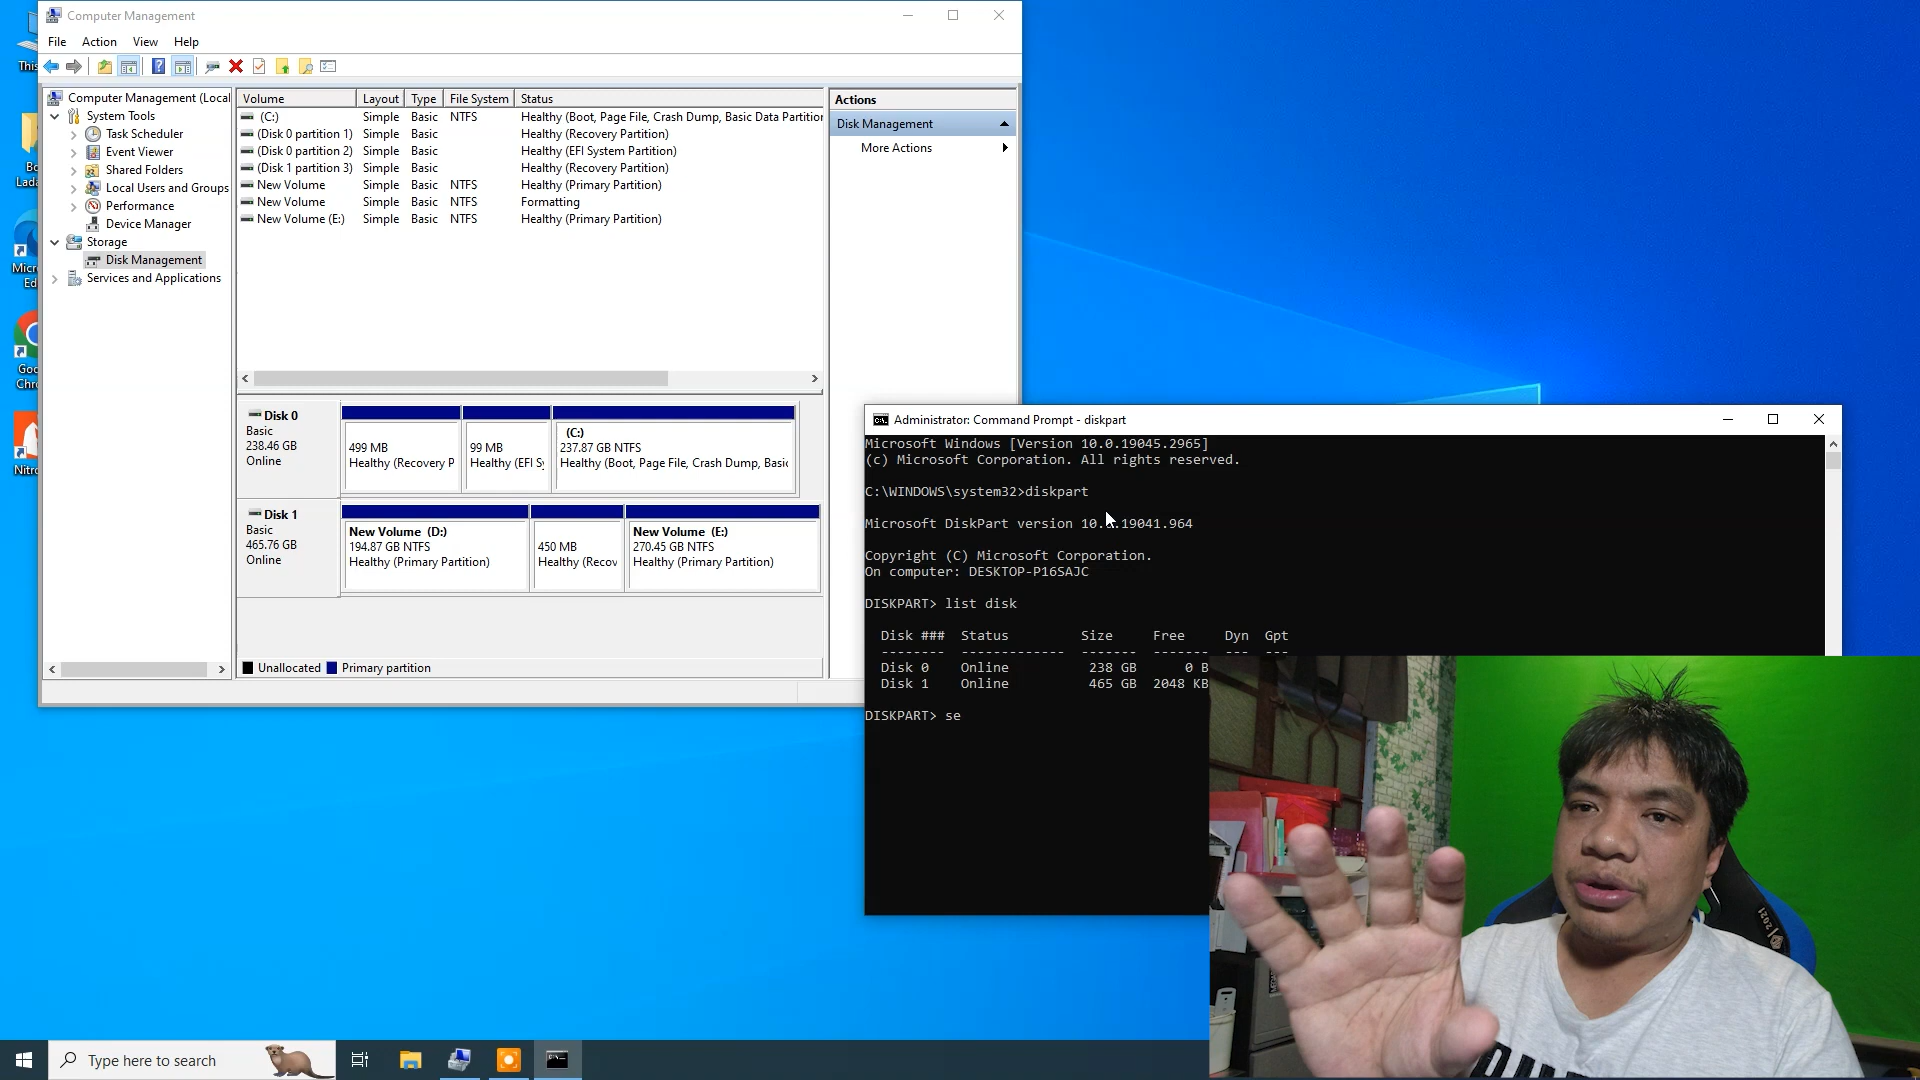 Computer Management
File Action View Help
Computer Management (Local
System Tools
Task Scheduler
Event Viewer
Shared Folders
Local Users and Groups
Performance
Device Manager
Storage
Disk Management
Services and Applications
Volume Layout Type File System Status
(C:) Simple Basic NTFS Healthy (Boot, Page File, Crash Dump, Basic Data Partition
(Disk 0 partition 1) Simple Basic Healthy (Recovery Partition)
(Disk 0 partition 2) Simple Basic Healthy (EFI System Partition)
(Disk 1 partition 3) Simple Basic Healthy (Recovery Partition)
New Volume Simple Basic NTFS Healthy (Primary Partition)
New Volume Simple Basic NTFS Formatting
New Volume (E:) Simple Basic NTFS Healthy (Primary Partition)
Actions
Disk Management
More Actions
Disk 0
Basic
238.46 GB
Online
499 MB
Healthy (Recovery P
99 MB
Healthy (EFI Sy
(C:)
237.87 GB NTFS
Healthy (Boot, Page File, Crash Dump, Basic
Disk 1
Basic
465.76 GB
Online
New Volume (D:)
194.87 GB NTFS
Healthy (Primary Partition)
450 MB
Healthy (Recov
New Volume (E:)
270.45 GB NTFS
Healthy (Primary Partition)
Unallocated Primary partition
Administrator: Command Prompt - diskpart
Microsoft Windows [Version 10.0.19045.2965]
(c) Microsoft Corporation. All rights reserved.
C:\WINDOWS\system32>diskpart
Microsoft DiskPart version 10.0.19041.964
Copyright (C) Microsoft Corporation.
On computer: DESKTOP-P16SAJC
DISKPART> list disk
Disk ### Status Size Free Dyn Gpt
-------- ------------- ------- ------- --- ---
Disk 0 Online 238 GB 0 B
Disk 1 Online 465 GB 2048 KB
DISKPART> se
This
Bo
Lada
Micr
Ed
Goo
Chro
Nitro
2021
Type here to search